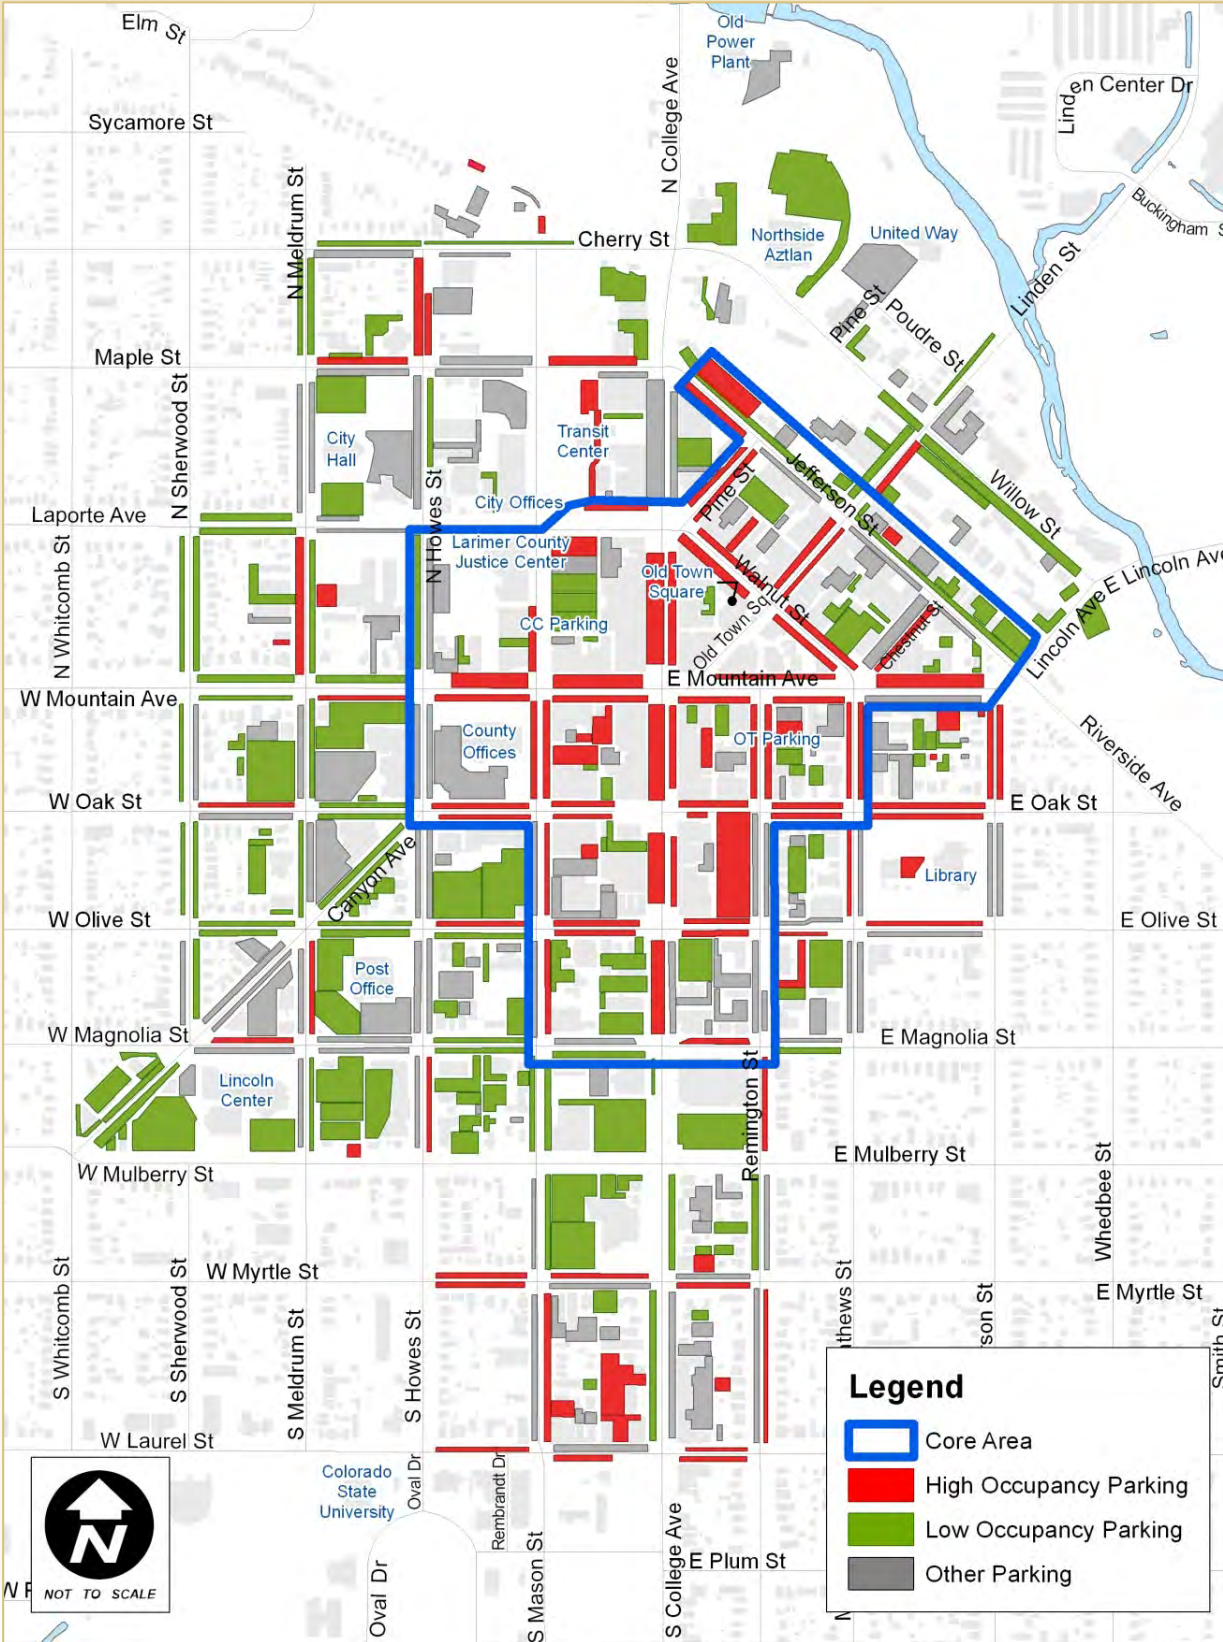 Elm St
Old
Power
Plant
N College Ave
Linden Center Dr
Sycamore St
N Meldrum St
Buckingham S
Cherry St
Northside
Aztlan
United Way
Linden St
Pine St
Poudre St
Maple St
N Sherwood St
City
Hall
Transit
Center
Jefferson St
Willow St
Laporte Ave
City Offices
N Howes St
Pine St
N Whitcomb St
Larimer County
Justice Center
Old Town
Square
Walnut St
E Lincoln Ave
CC Parking
Old Town Sq
Chestnut St
Lincoln Ave
W Mountain Ave
E Mountain Ave
County
Offices
OT Parking
Riverside Ave
W Oak St
E Oak St
Canyon Ave
Library
W Olive St
E Olive St
Post
Office
W Magnolia St
E Magnolia St
Lincoln
Center
Remington St
W Mulberry St
E Mulberry St
Whedbee St
S Whitcomb St
S Sherwood St
W Myrtle St
S Meldrum St
S Howes St
athews St
rson St
E Myrtle St
Smith St
W Laurel St
Colorado
State
University
Oval Dr
Rembrandt Dr
Oval Dr
S Mason St
S College Ave
E Plum St
N
NOT TO SCALE
Legend
Core Area
High Occupancy Parking
Low Occupancy Parking
Other Parking